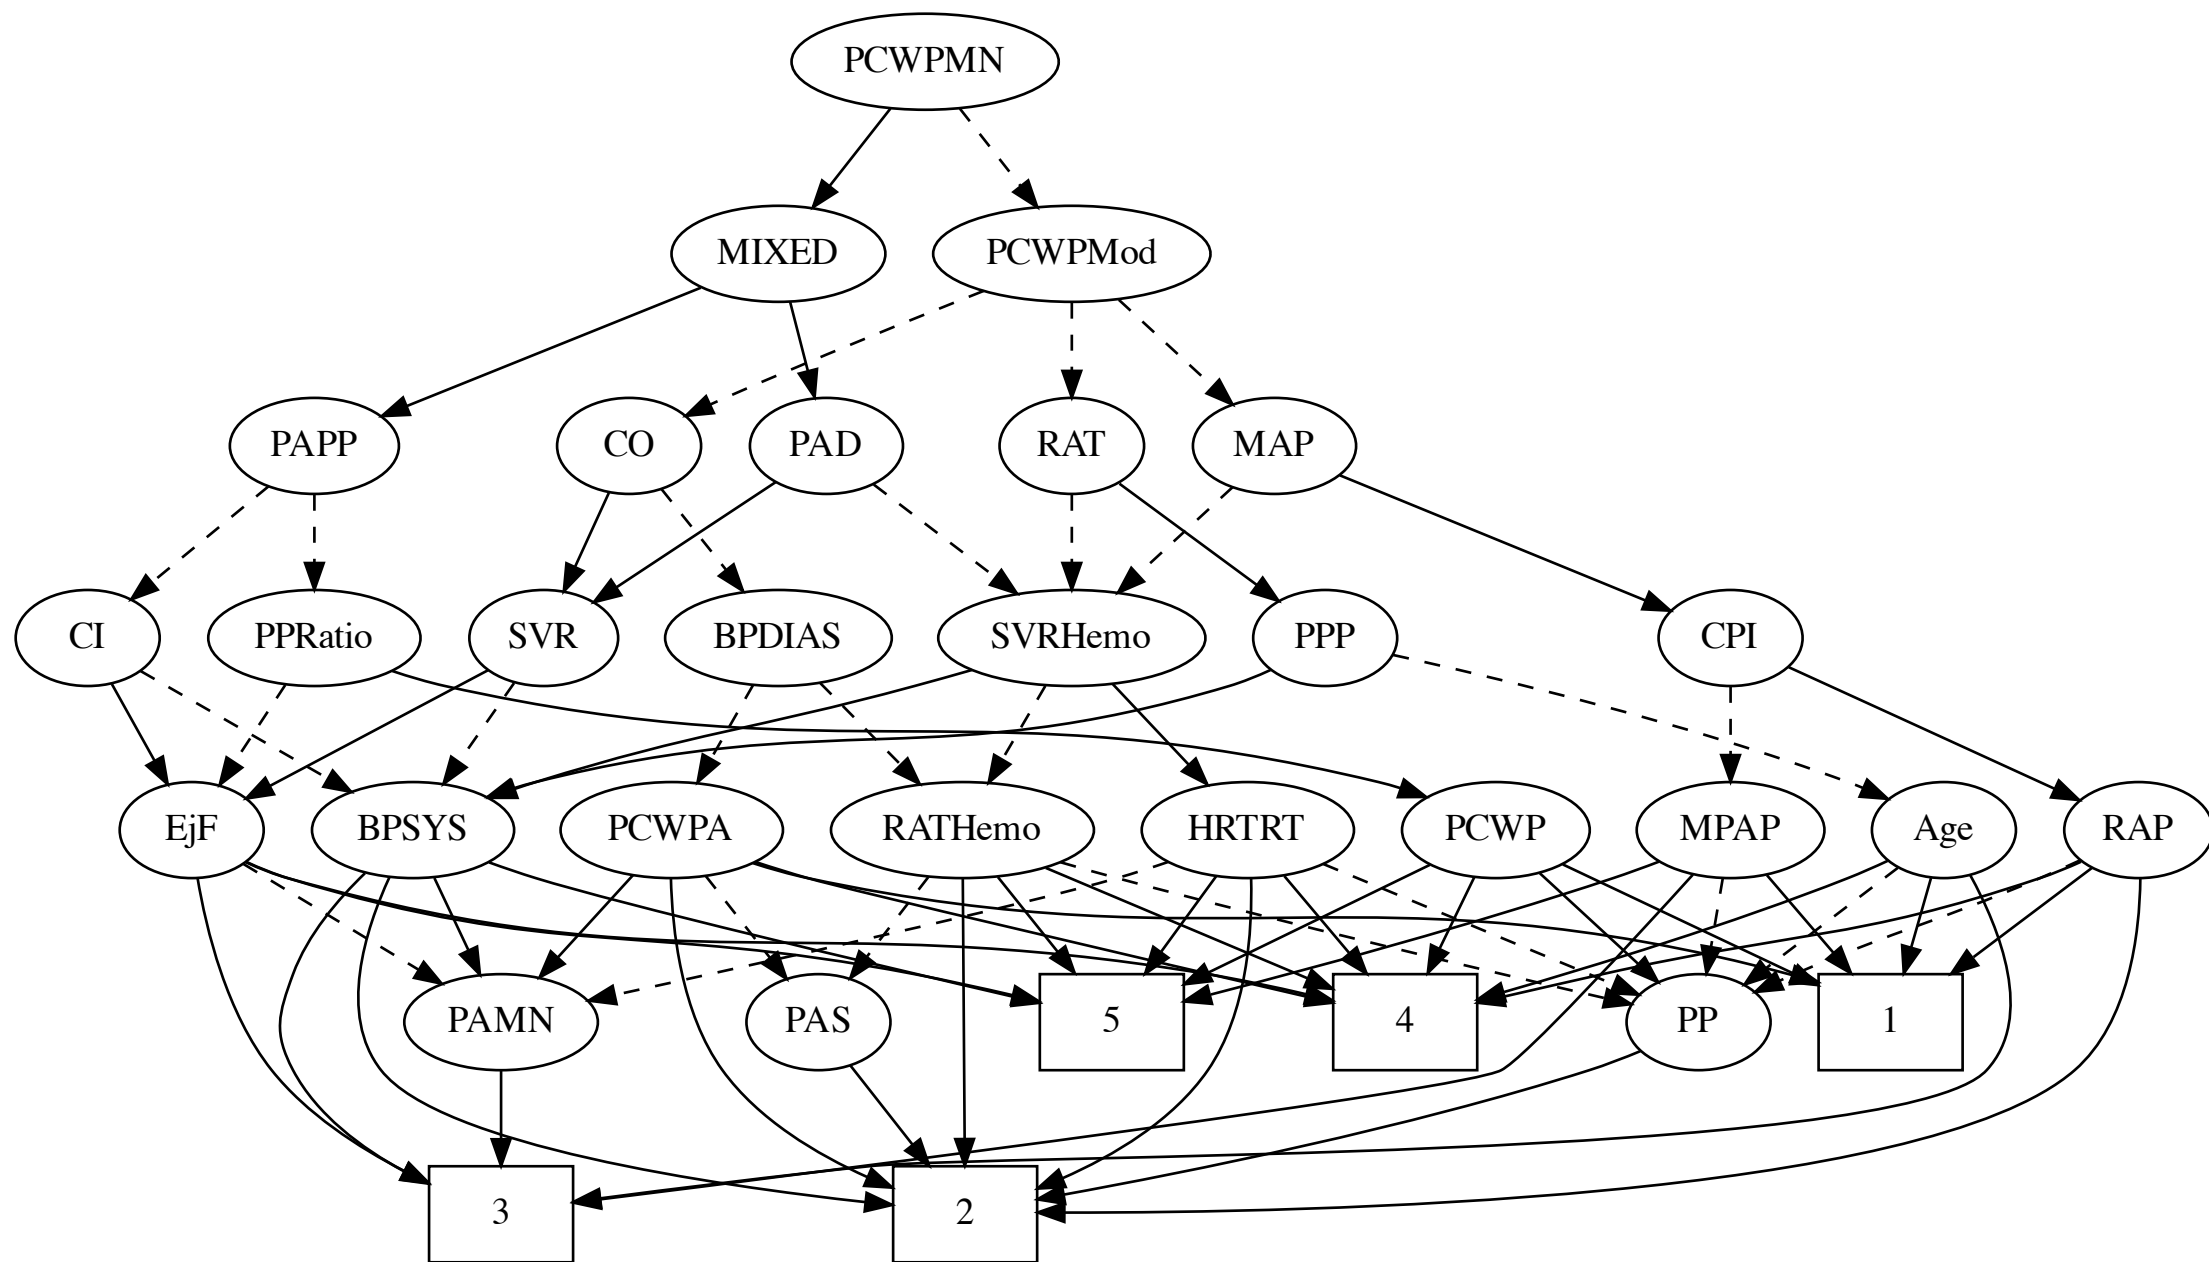 PCWPMN
MIXED
PCWPMod
PAPP
CO
PAD
RAT
MAP
CI
PPRatio
SVR
BPDIAS
SVRHemo
PPP
CPI
EjF
BPSYS
PCWPA
RATHemo
HRTRT
PCWP
MPAP
Age
RAP
PAMN
PAS
5
4
PP
1
3
2